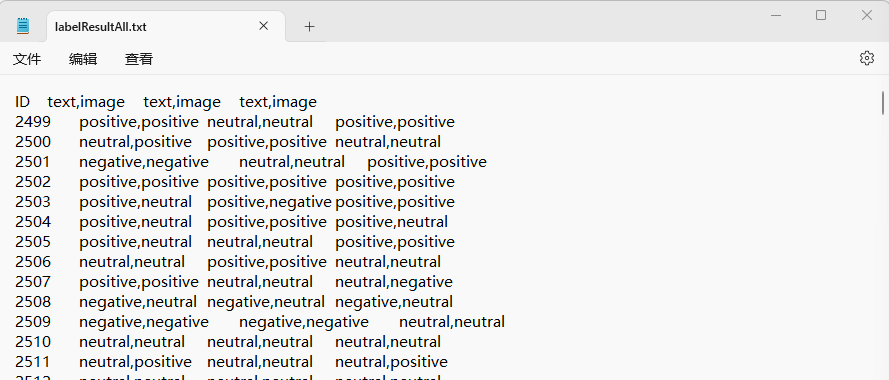 labelResultAll.txt
文件 编辑 查看
ID text,image text,image text,image
2499 positive,positive neutral,neutral positive,positive
2500 neutral,positive positive,positive neutral,neutral
2501 negative,negative neutral,neutral positive,positive
2502 positive,positive positive,positive positive,positive
2503 positive,neutral positive,negative positive,positive
2504 positive,neutral positive,positive positive,neutral
2505 positive,neutral neutral,neutral positive,positive
2506 neutral,neutral positive,positive neutral,neutral
2507 positive,positive neutral,neutral neutral,negative
2508 negative,neutral negative,neutral negative,neutral
2509 negative,negative negative,negative neutral,neutral
2510 neutral,neutral neutral,neutral neutral,neutral
2511 neutral,positive neutral,neutral neutral,positive